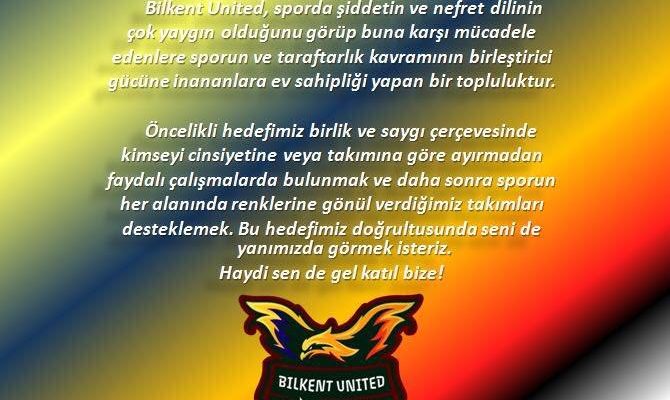 Bilkent United, sporda şiddetin ve nefret dilinin
çok yaygın olduğunu görüp buna karşı mücadele
edenlere sporun ve taraftarlık kavramının birleştirici
gücüne inananlara ev sahipliği yapan bir topluluktur.
Öncelikli hedefimiz birlik ve saygı çerçevesinde
kimseyi cinsiyetine veya takımına göre ayırmadan
faydalı çalışmalarda bulunmak ve daha sonra sporun
her alanında renklerine gönül verdiğimiz takımları
desteklemek. Bu hedefimiz doğrultusunda seni de
yanımızda görmek isteriz.
Haydi sen de gel katıl bize!
BILKENT UNITED